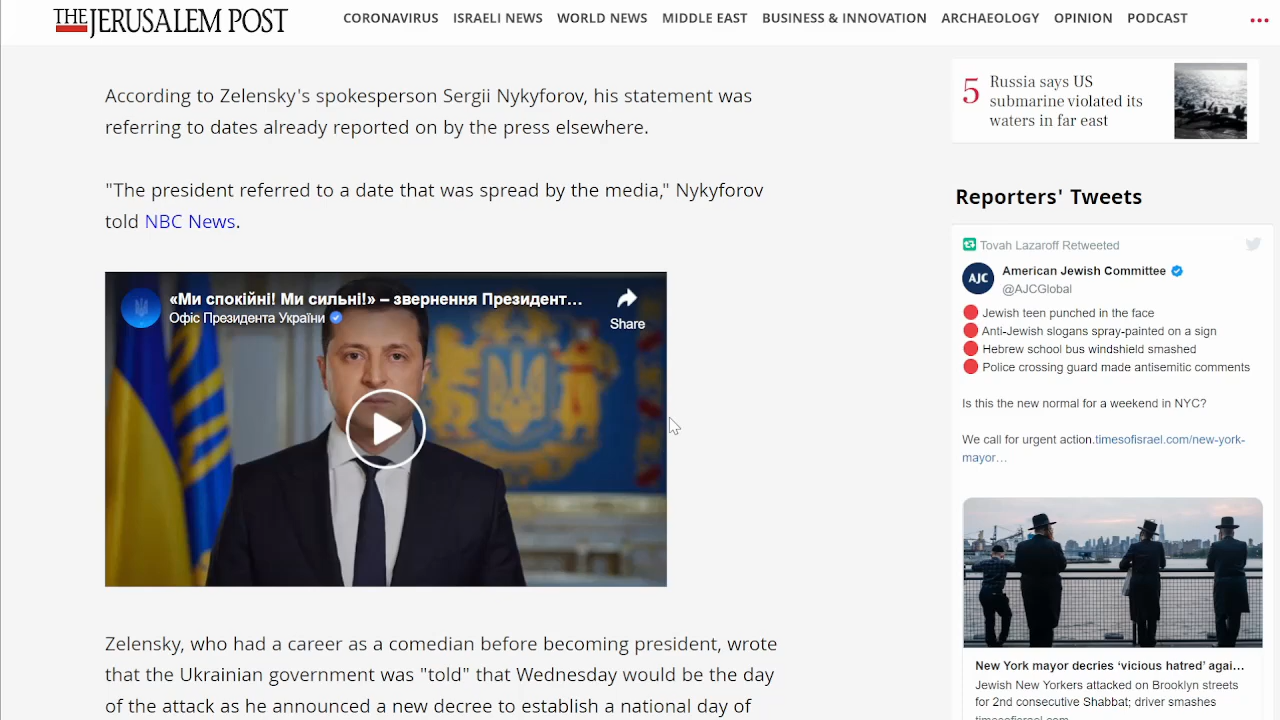 THE JERUSALEM POST
CORONAVIRUS ISRAELI NEWS WORLD NEWS MIDDLE EAST BUSINESS & INNOVATION ARCHAEOLOGY OPINION PODCAST
According to Zelensky's spokesperson Sergii Nykyforov, his statement was
referring to dates already reported on by the press elsewhere.
"The president referred to a date that was spread by the media," Nykyforov
told NBC News.
«Ми спокійні! Ми сильні!» – звернення Президент...
Офіс Президента України
Share
Zelensky, who had a career as a comedian before becoming president, wrote
that the Ukrainian government was "told" that Wednesday would be the day
of the attack as he announced a new decree to establish a national day of
5
Russia says US
submarine violated its
waters in far east
Reporters' Tweets
Tovah Lazaroff Retweeted
AJC
American Jewish Committee
@AJCGlobal
Jewish teen punched in the face
Anti-Jewish slogans spray-painted on a sign
Hebrew school bus windshield smashed
Police crossing guard made antisemitic comments
Is this the new normal for a weekend in NYC?
We call for urgent action.timesofisrael.com/new-york-
mayor…
New York mayor decries ‘vicious hatred’ agai...
Jewish New Yorkers attacked on Brooklyn streets
for 2nd consecutive Shabbat; driver smashes
timesofisrael.com